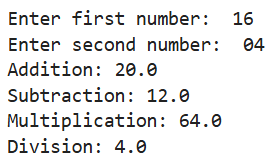 Enter first number:  16
Enter second number:  04
Addition: 20.0
Subtraction: 12.0
Multiplication: 64.0
Division: 4.0